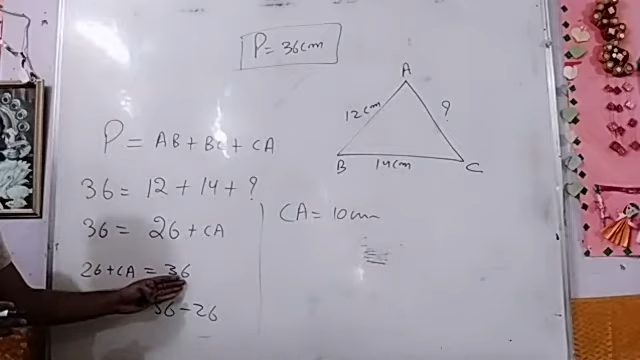 P = 36cm
A
12cm
?
B
14cm
C
P = AB + BC + CA
36 = 12 + 14 + ?
36 = 26 + CA
26 + CA = 36
36 - 26
CA = 10cm